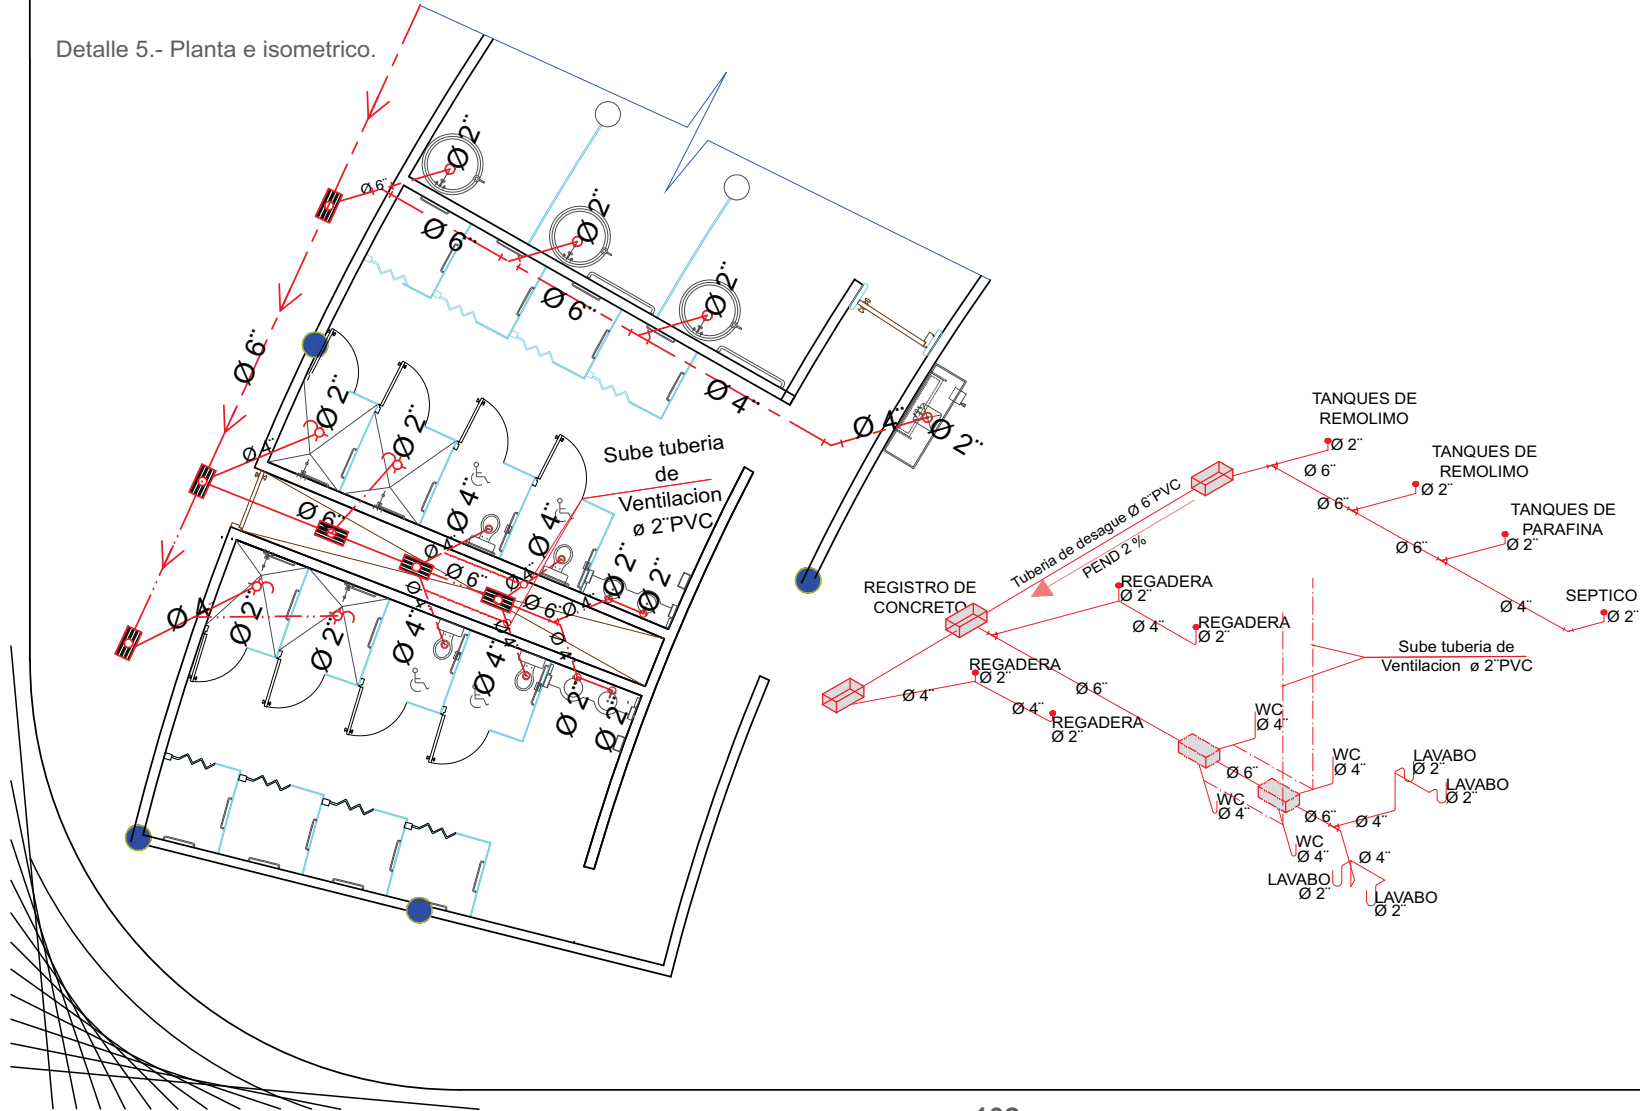 Detalle 5.- Planta e isometrico.
Ø 2¨
Ø 6¨
Ø 2¨
Ø 6¨
Ø 2¨
Ø 6¨
Ø 6¨
Ø 4¨
Ø 4¨
Ø 2¨
Ø 2¨
Ø 2¨
Ø 4¨
Sube tuberia
de
Ventilacion
ø 2¨PVC
Ø 6¨
Ø 4¨
Ø 4¨
Ø 4¨
Ø 6¨
Ø 4¨
Ø 2¨
Ø 2¨
Ø 6¨
Ø 4¨
Ø 4
Ø 2¨
Ø 2¨
Ø 4¨
Ø 4¨
Ø 2¨
Ø 2¨
TANQUES DE
REMOLIMO
Ø 2¨
Ø 6¨
TANQUES DE
REMOLIMO
Ø 2¨
Ø 6¨
TANQUES DE
PARAFINA
Ø 2¨
Ø 6¨
Tuberia de desague Ø 6¨PVC
PEND 2 %
SEPTICO
Ø 2¨
Ø 4¨
REGISTRO DE
CONCRETO
REGADERA
Ø 2¨
Ø 4¨
REGADERA
Ø 2¨
Sube tuberia de
Ventilacion ø 2¨PVC
REGADERA
Ø 2¨
Ø 4¨
Ø 6¨
Ø 4¨
REGADERA
Ø 2¨
WC
Ø 4¨
WC
Ø 4¨
Ø 6¨
LAVABO
Ø 2¨
LAVABO
Ø 2¨
WC
Ø 4¨
Ø 6¨
Ø 4¨
WC
Ø 4¨
Ø 4¨
LAVABO
Ø 2¨
LAVABO
Ø 2¨